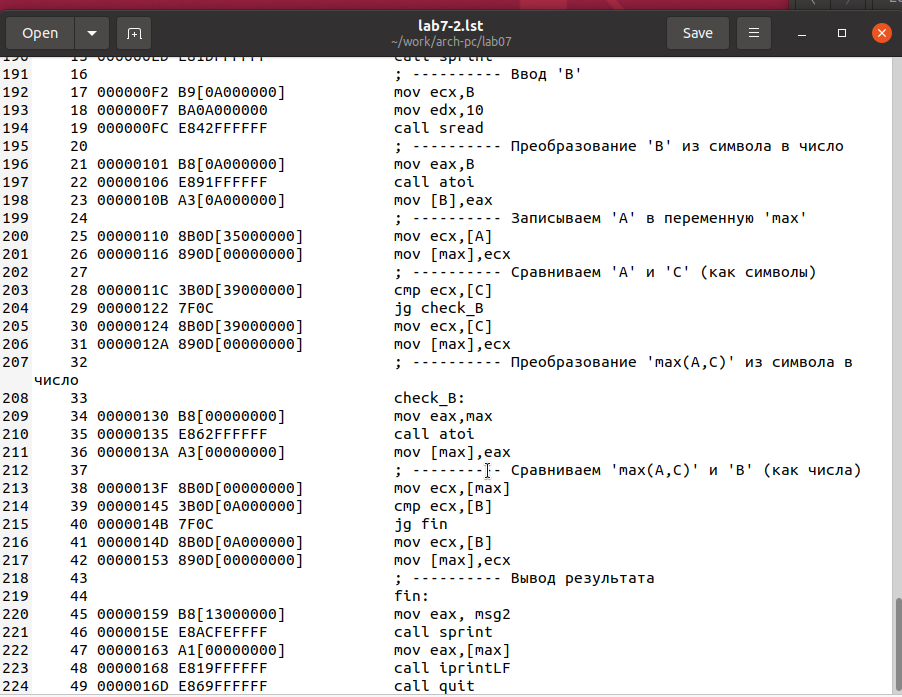 Open
lab7-2.lst
~/work/arch-pc/lab07
Save
190 15 000000ED E81DFFFFFF call sprint
191 16 ; ---------- Ввод 'B'
192 17 000000F2 B9[0A000000] mov ecx,B
193 18 000000F7 BA0A000000 mov edx,10
194 19 000000FC E842FFFFFF call sread
195 20 ; ---------- Преобразование 'B' из символа в число
196 21 00000101 B8[0A000000] mov eax,B
197 22 00000106 E891FFFFFF call atoi
198 23 0000010B A3[0A000000] mov [B],eax
199 24 ; ---------- Записываем 'A' в переменную 'max'
200 25 00000110 8B0D[35000000] mov ecx,[A]
201 26 00000116 890D[00000000] mov [max],ecx
202 27 ; ---------- Сравниваем 'A' и 'С' (как символы)
203 28 0000011C 3B0D[39000000] cmp ecx,[C]
204 29 00000122 7F0C jg check_B
205 30 00000124 8B0D[39000000] mov ecx,[C]
206 31 0000012A 890D[00000000] mov [max],ecx
207 32 ; ---------- Преобразование 'max(A,C)' из символа в
число
208 33 check_B:
209 34 00000130 B8[00000000] mov eax,max
210 35 00000135 E862FFFFFF call atoi
211 36 0000013A A3[00000000] mov [max],eax
212 37 ; ---------- Сравниваем 'max(A,C)' и 'B' (как числа)
213 38 0000013F 8B0D[00000000] mov ecx,[max]
214 39 00000145 3B0D[0A000000] cmp ecx,[B]
215 40 0000014B 7F0C jg fin
216 41 0000014D 8B0D[0A000000] mov ecx,[B]
217 42 00000153 890D[00000000] mov [max],ecx
218 43 ; ---------- Вывод результата
219 44 fin:
220 45 00000159 B8[13000000] mov eax, msg2
221 46 0000015E E8ACFEFFFF call sprint
222 47 00000163 A1[00000000] mov eax,[max]
223 48 00000168 E819FFFFFF call iprintLF
224 49 0000016D E869FFFFFF call quit